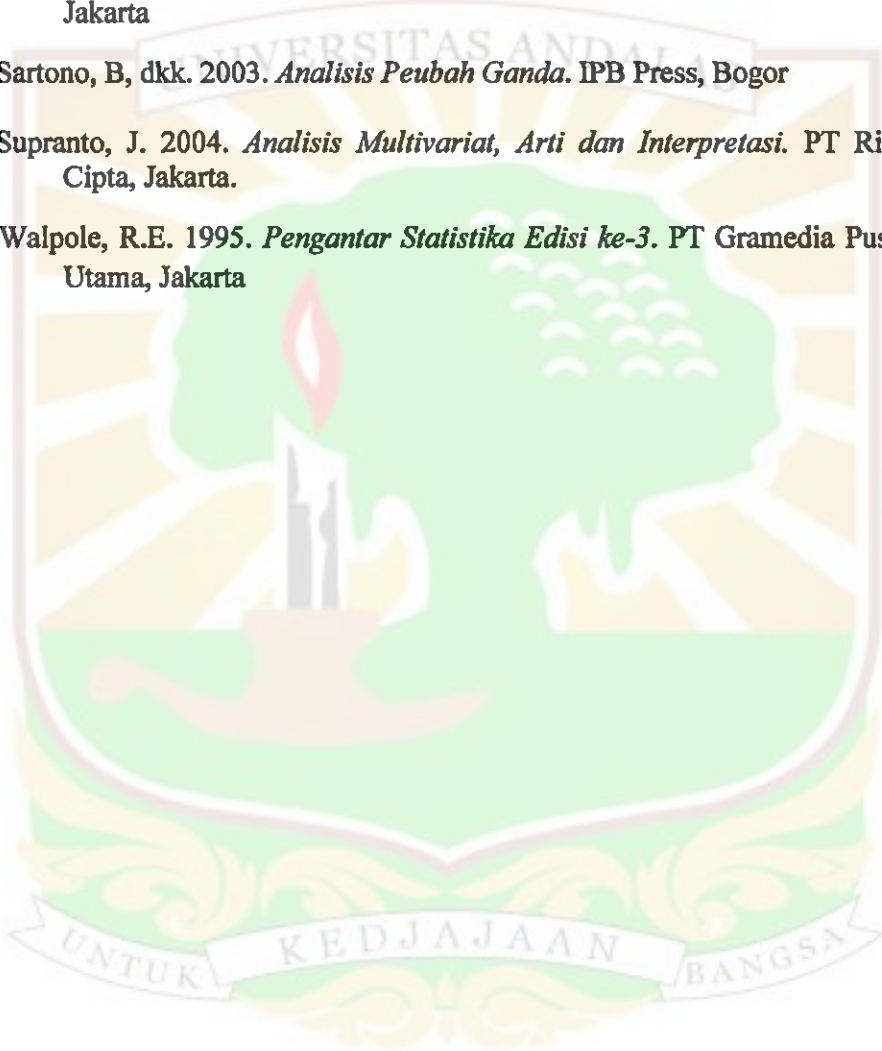 Jakarta
UNIVERSITAS ANDALAS
Sartono, B, dkk. 2003. Analisis Peubah Ganda. IPB Press, Bogor
Supranto, J. 2004. Analisis Multivariat, Arti dan Interpretasi. PT Ri
Cipta, Jakarta.
Walpole, R.E. 1995. Pengantar Statistika Edisi ke-3. PT Gramedia Pus
Utama, Jakarta
UNTUK KEDJAJAAN BANGSA